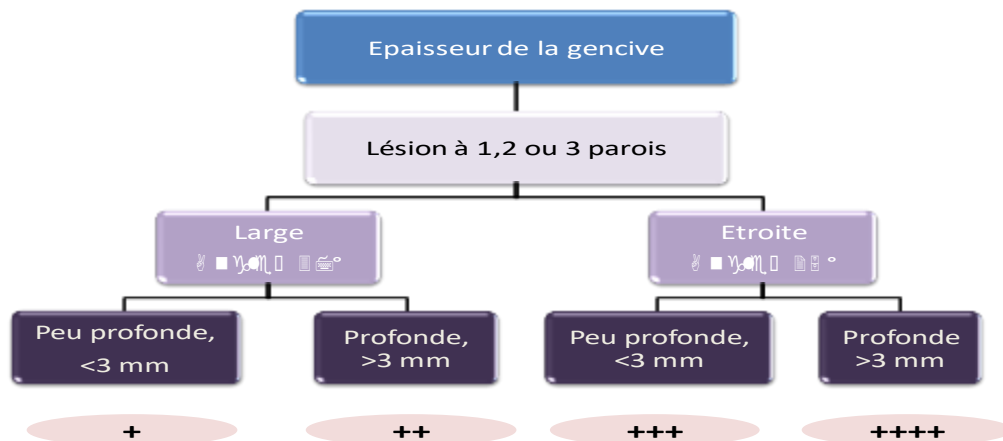 Epaisseur de la gencive
Lésion à 1,2 ou 3 parois
Large
Etroite
Peu profonde,
<3 mm
Profonde,
>3 mm
Peu profonde,
<3 mm
Profonde
>3 mm
+
++
+++
++++